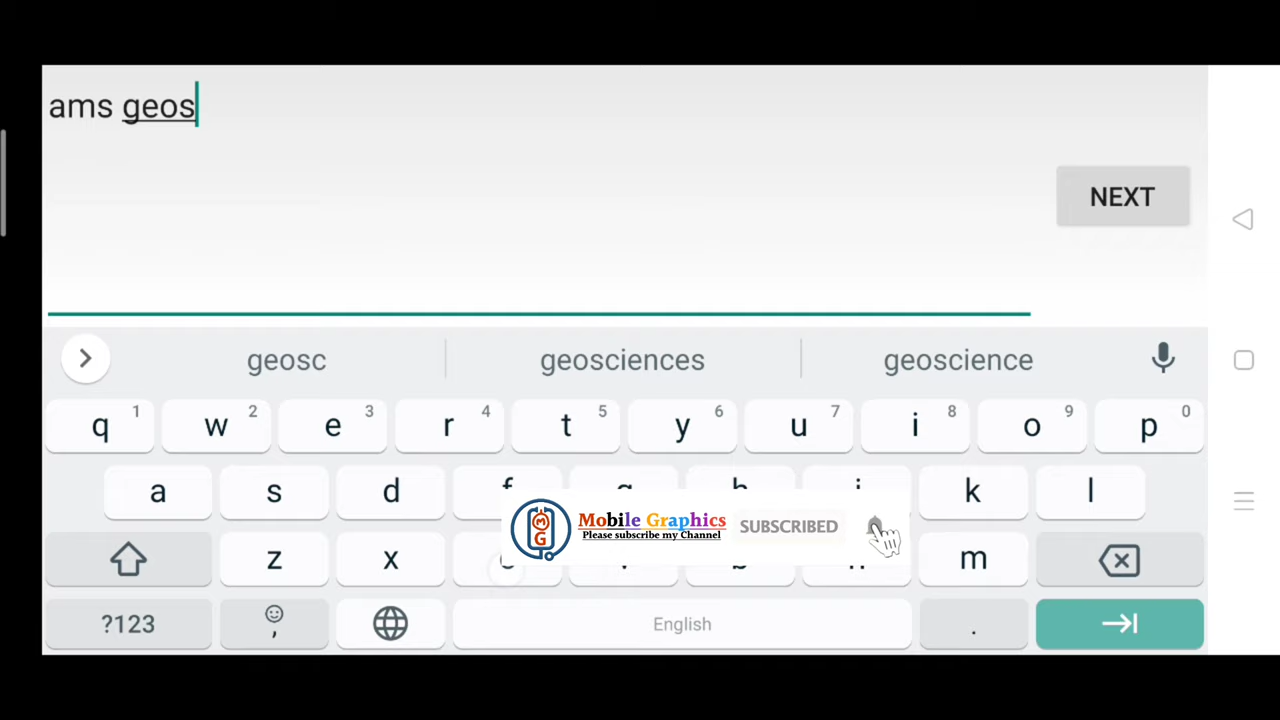 ams geos
NEXT
geosc geosciences geoscience
q 1 w 2 e 3 r 4 t 5 y 6 u 7 i 8 o 9 p 0
a s d f g h j k l
Mobile Graphics
Please subscribe my Channel
SUBSCRIBED
z x m
?123 , English .